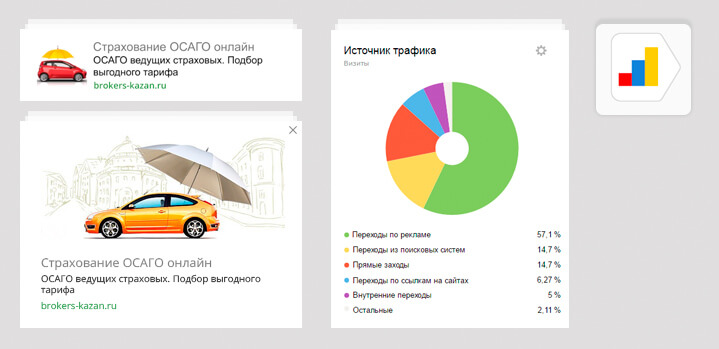 Страхование ОСАГО онлайн
ОСАГО ведущих страховых. Подбор
выгодного тарифа
brokers-kazan.ru
Страхование ОСАГО онлайн
ОСАГО ведущих страховых. Подбор выгодного
тарифа
brokers-kazan.ru
Источник трафика
Визиты
Переходы по рекламе 57,1 %
Переходы из поисковых систем 14,7 %
Прямые заходы 14,7 %
Переходы по ссылкам на сайтах 6,27 %
Внутренние переходы 5 %
Остальные 2,11 %